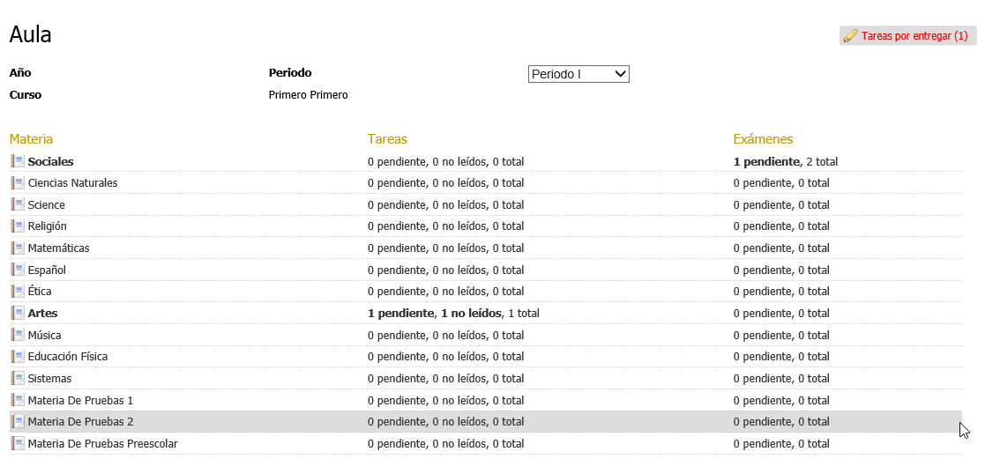 Aula
Tareas por entregar (1)
Año Periodo Periodo I
Curso Primero Primero
Materia Tareas Exámenes
Sociales 0 pendiente, 0 no leídos, 0 total 1 pendiente, 2 total
Ciencias Naturales 0 pendiente, 0 no leídos, 0 total 0 pendiente, 0 total
Science 0 pendiente, 0 no leídos, 0 total 0 pendiente, 0 total
Religión 0 pendiente, 0 no leídos, 0 total 0 pendiente, 0 total
Matemáticas 0 pendiente, 0 no leídos, 0 total 0 pendiente, 0 total
Español 0 pendiente, 0 no leídos, 0 total 0 pendiente, 0 total
Ética 0 pendiente, 0 no leídos, 0 total 0 pendiente, 0 total
Artes 1 pendiente, 1 no leídos, 1 total 0 pendiente, 0 total
Música 0 pendiente, 0 no leídos, 0 total 0 pendiente, 0 total
Educación Física 0 pendiente, 0 no leídos, 0 total 0 pendiente, 0 total
Sistemas 0 pendiente, 0 no leídos, 0 total 0 pendiente, 0 total
Materia De Pruebas 1 0 pendiente, 0 no leídos, 0 total 0 pendiente, 0 total
Materia De Pruebas 2 0 pendiente, 0 no leídos, 0 total 0 pendiente, 0 total
Materia De Pruebas Preescolar 0 pendiente, 0 no leídos, 0 total 0 pendiente, 0 total